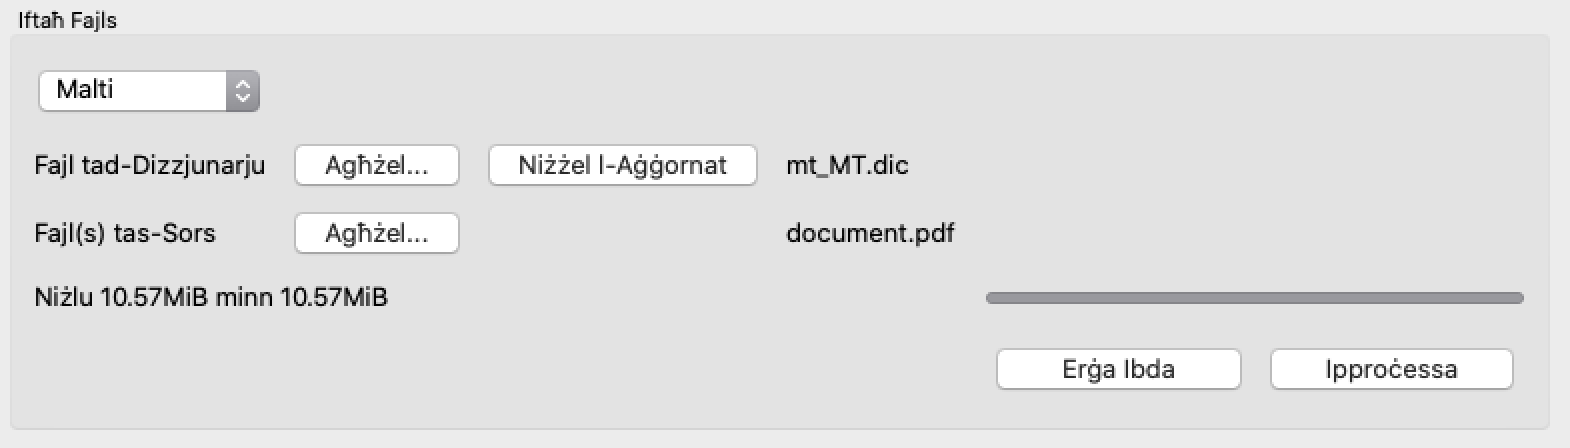 Iftaħ Fajls
Malti
Fajl tad-Dizzjunarju Agħżel... Niżżel l-Aġġornat mt_MT.dic
Fajl(s) tas-Sors Agħżel... document.pdf
Niżlu 10.57MiB minn 10.57MiB
Erġa Ibda Ipproċessa